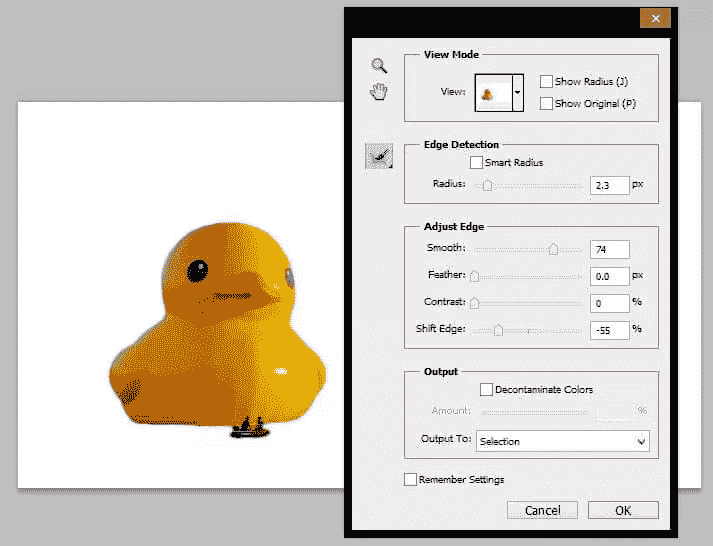 View Mode
View:
Show Radius (J)
Show Original (P)
Edge Detection
Smart Radius
Radius: 2.3 px
Adjust Edge
Smooth: 74
Feather: 0.0 px
Contrast: 0 %
Shift Edge: -55 %
Output
Decontaminate Colors
Amount: %
Output To: Selection
Remember Settings
Cancel OK